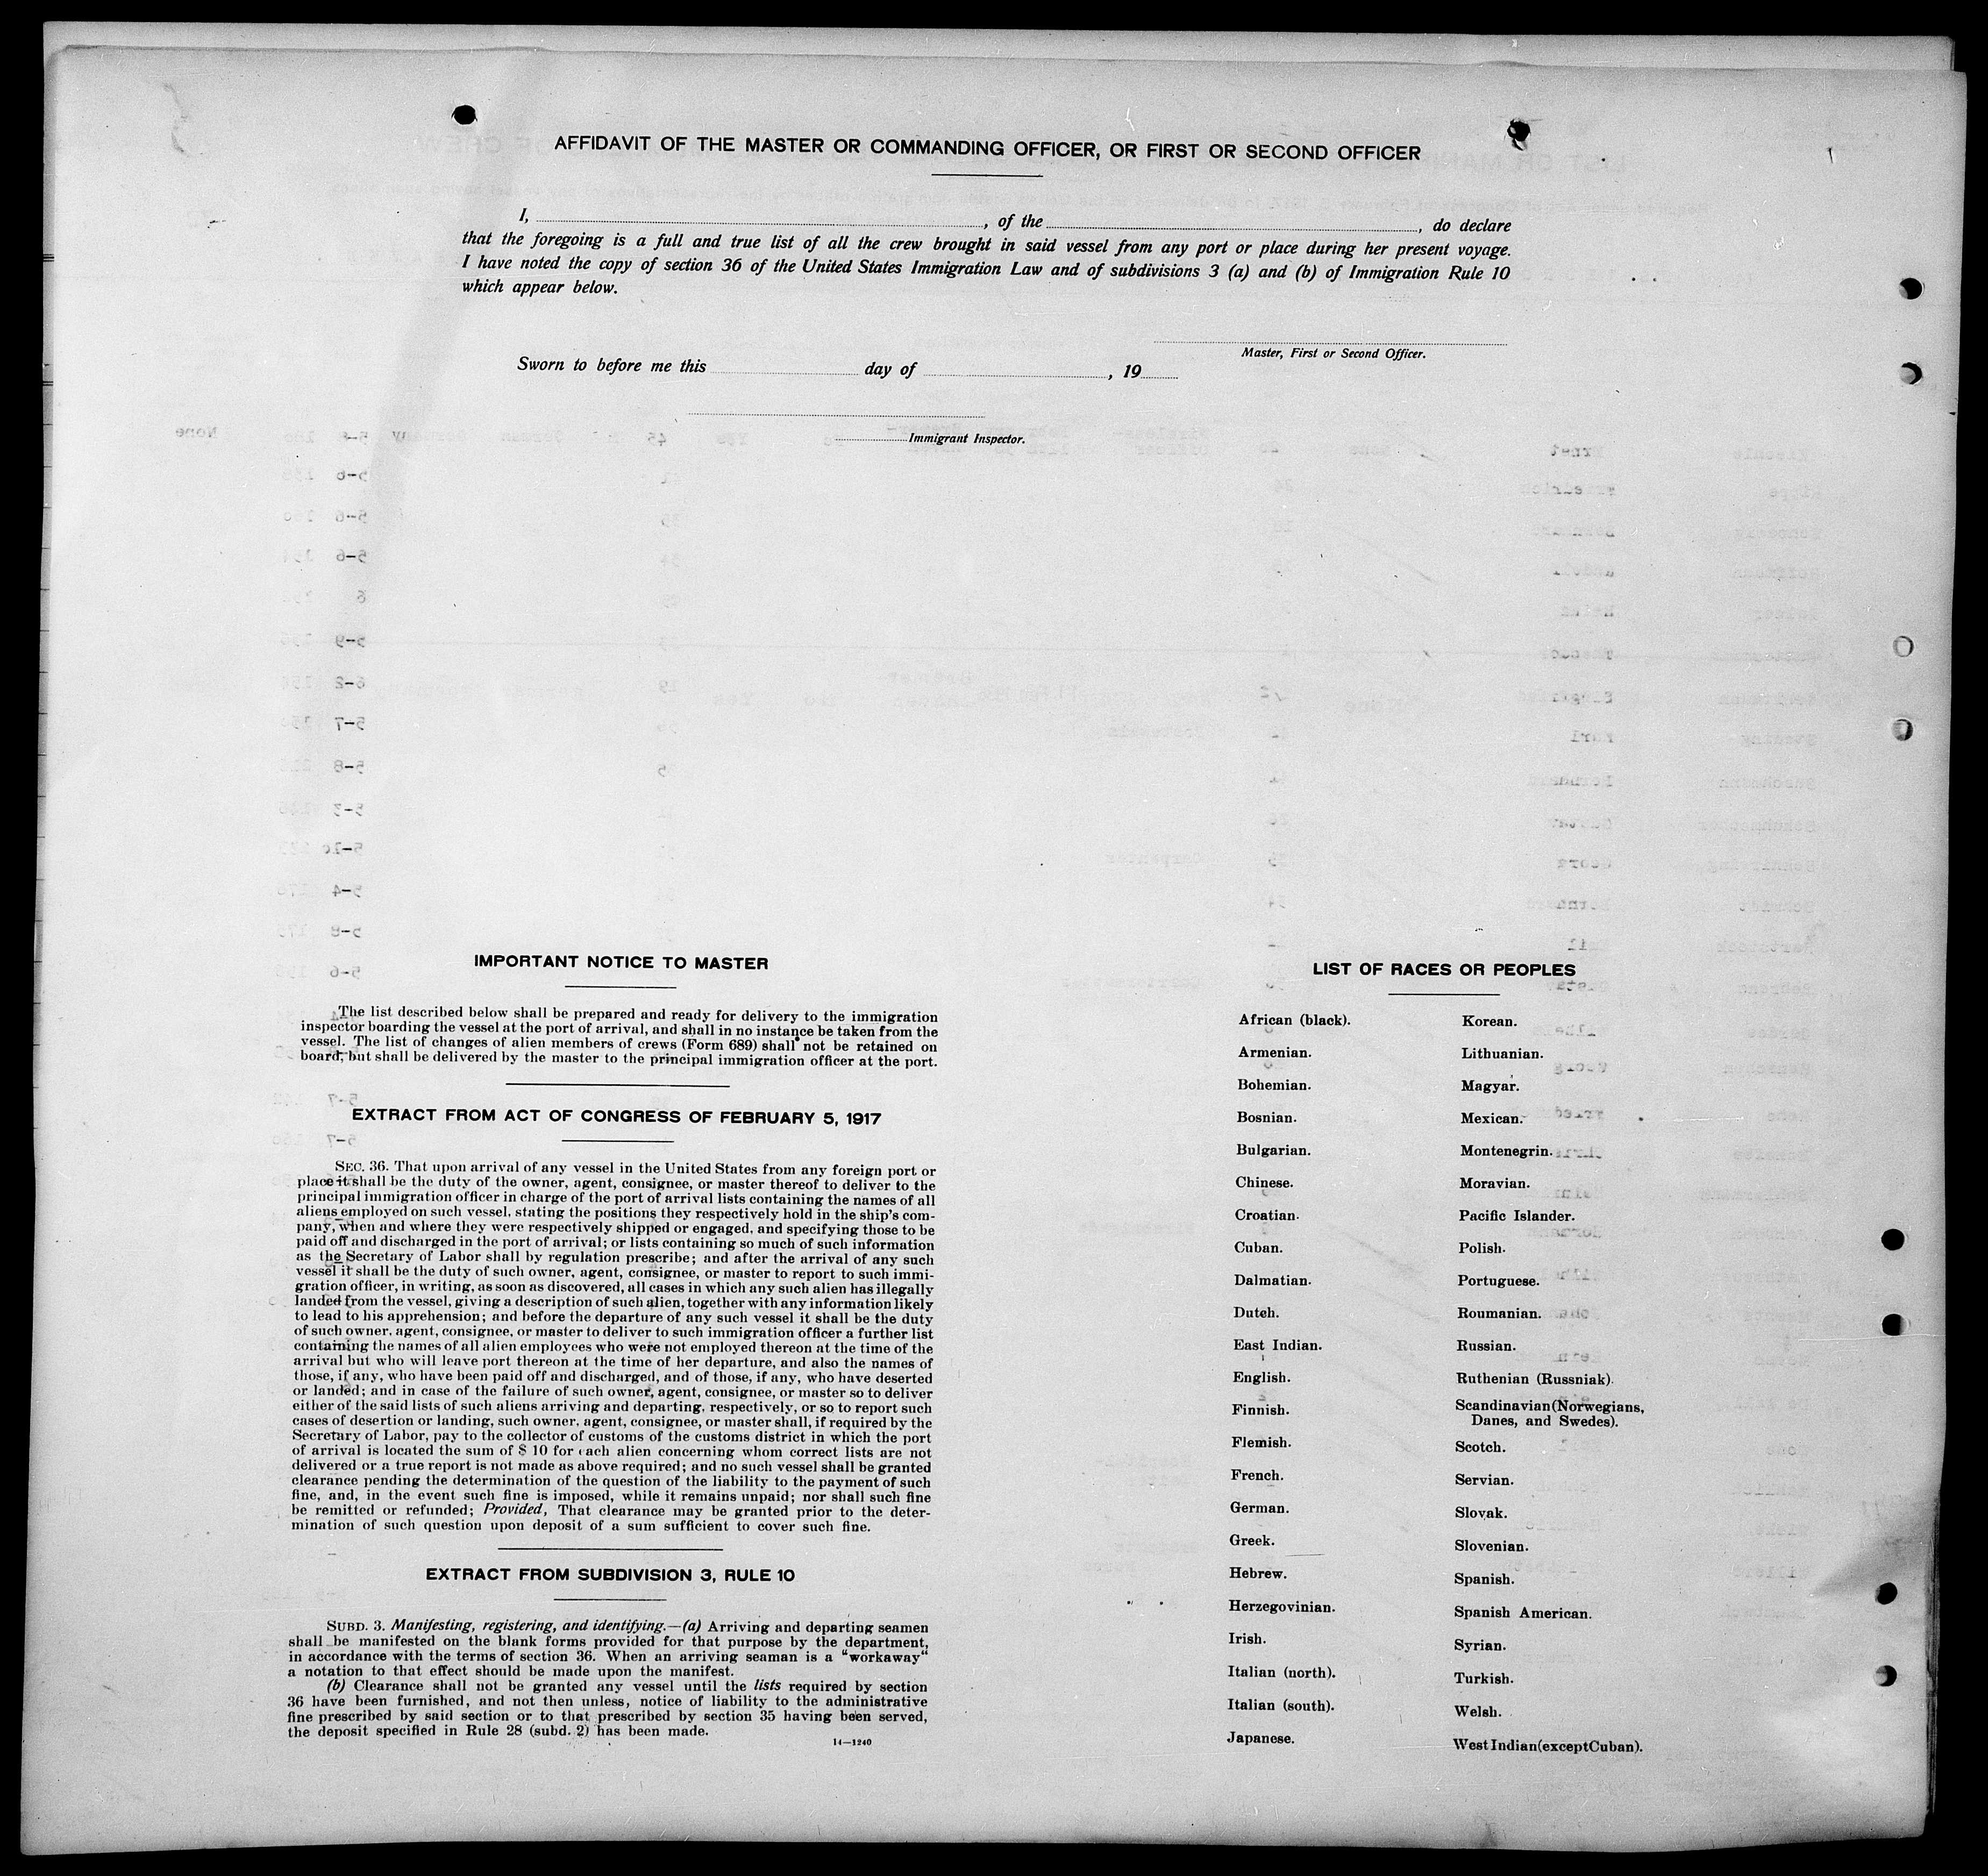 AFFIDAVIT OF THE MASTER OR COMMANDING OFFICER, OR FIRST OR SECOND OFFICER
I, , of the , do declare
that the foregoing is a full and true list of all the crew brought in said vessel from any port or place during her present voyage.
I have noted the copy of section 36 of the United States Immigration Law and of subdivisions 3 (a) and (b) of Immigration Rule 10
which appear below.
Master, First or Second Officer.
Sworn to before me this day of , 19
Immigrant Inspector.
IMPORTANT NOTICE TO MASTER
The list described below shall be prepared and ready for delivery to the immigration
inspector boarding the vessel at the port of arrival, and shall in no instance be taken from the
vessel. The list of changes of alien members of crews (Form 689) shall not be retained on
board, but shall be delivered by the master to the principal immigration officer at the port.
EXTRACT FROM ACT OF CONGRESS OF FEBRUARY 5, 1917
SEC. 36. That upon arrival of any vessel in the United States from any foreign port or
place it shall be the duty of the owner, agent, consignee, or master thereof to deliver to the
principal immigration officer in charge of the port of arrival lists containing the names of all
aliens employed on such vessel, stating the positions they respectively hold in the ship's com-
pany, when and where they were respectively shipped or engaged, and specifying those to be
paid off and discharged in the port of arrival; or lists containing so much of such information
as the Secretary of Labor shall by regulation prescribe; and after the arrival of any such
vessel it shall be the duty of such owner, agent, consignee, or master to report to such immi-
gration officer, in writing, as soon as discovered, all cases in which any such alien has illegally
landed from the vessel, giving a description of such alien, together with any information likely
to lead to his apprehension; and before the departure of any such vessel it shall be the duty
of such owner, agent, consignee, or master to deliver to such immigration officer a further list
containing the names of all alien employees who were not employed thereon at the time of the
arrival but who will leave port thereon at the time of her departure, and also the names of
those, if any, who have been paid off and discharged, and of those, if any, who have deserted
or landed; and in case of the failure of such owner, agent, consignee, or master so to deliver
either of the said lists of such aliens arriving and departing, respectively, or so to report such
cases of desertion or landing, such owner, agent, consignee, or master shall, if required by the
Secretary of Labor, pay to the collector of customs of the customs district in which the port
of arrival is located the sum of $ 10 for each alien concerning whom correct lists are not
delivered or a true report is not made as above required; and no such vessel shall be granted
clearance pending the determination of the question of the liability to the payment of such
fine, and, in the event such fine is imposed, while it remains unpaid; nor shall such fine
be remitted or refunded; Provided, That clearance may be granted prior to the deter-
mination of such question upon deposit of a sum sufficient to cover such fine.
EXTRACT FROM SUBDIVISION 3, RULE 10
SUBD. 3. Manifesting, registering, and identifying.—(a) Arriving and departing seamen
shall be manifested on the blank forms provided for that purpose by the department,
in accordance with the terms of section 36. When an arriving seaman is a "workaway"
a notation to that effect should be made upon the manifest.
(b) Clearance shall not be granted any vessel until the lists required by section
36 have been furnished, and not then unless, notice of liability to the administrative
fine prescribed by said section or to that prescribed by section 35 having been served,
the deposit specified in Rule 28 (subd. 2) has been made.
14—1240
LIST OF RACES OR PEOPLES
African (black).
Armenian.
Bohemian.
Bosnian.
Bulgarian.
Chinese.
Croatian.
Cuban.
Dalmatian.
Dutch.
East Indian.
English.
Finnish.
Flemish.
French.
German.
Greek.
Hebrew.
Herzegovinian.
Irish.
Italian (north).
Italian (south).
Japanese.
Korean.
Lithuanian.
Magyar.
Mexican.
Montenegrin.
Moravian.
Pacific Islander.
Polish.
Portuguese.
Roumanian.
Russian.
Ruthenian (Russniak).
Scandinavian (Norwegians,
Danes, and Swedes).
Scotch.
Servian.
Slovak.
Slovenian.
Spanish.
Spanish American.
Syrian.
Turkish.
Welsh.
West Indian (except Cuban).